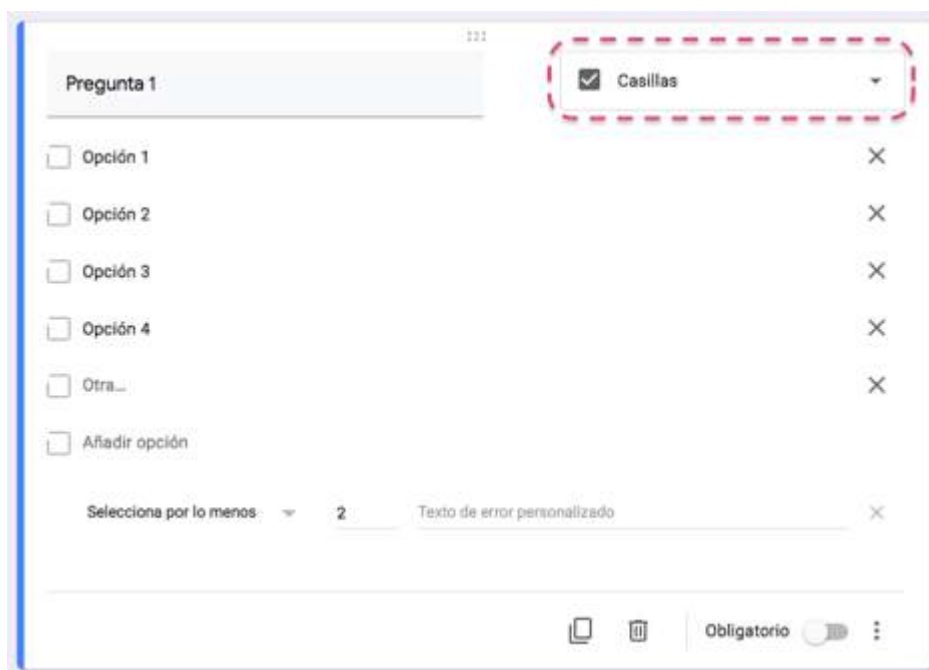 Pregunta 1
Casillas
Opción 1
Opción 2
Opción 3
Opción 4
Otra...
Añadir opción
Selecciona por lo menos 2 Texto de error personalizado
Obligatorio